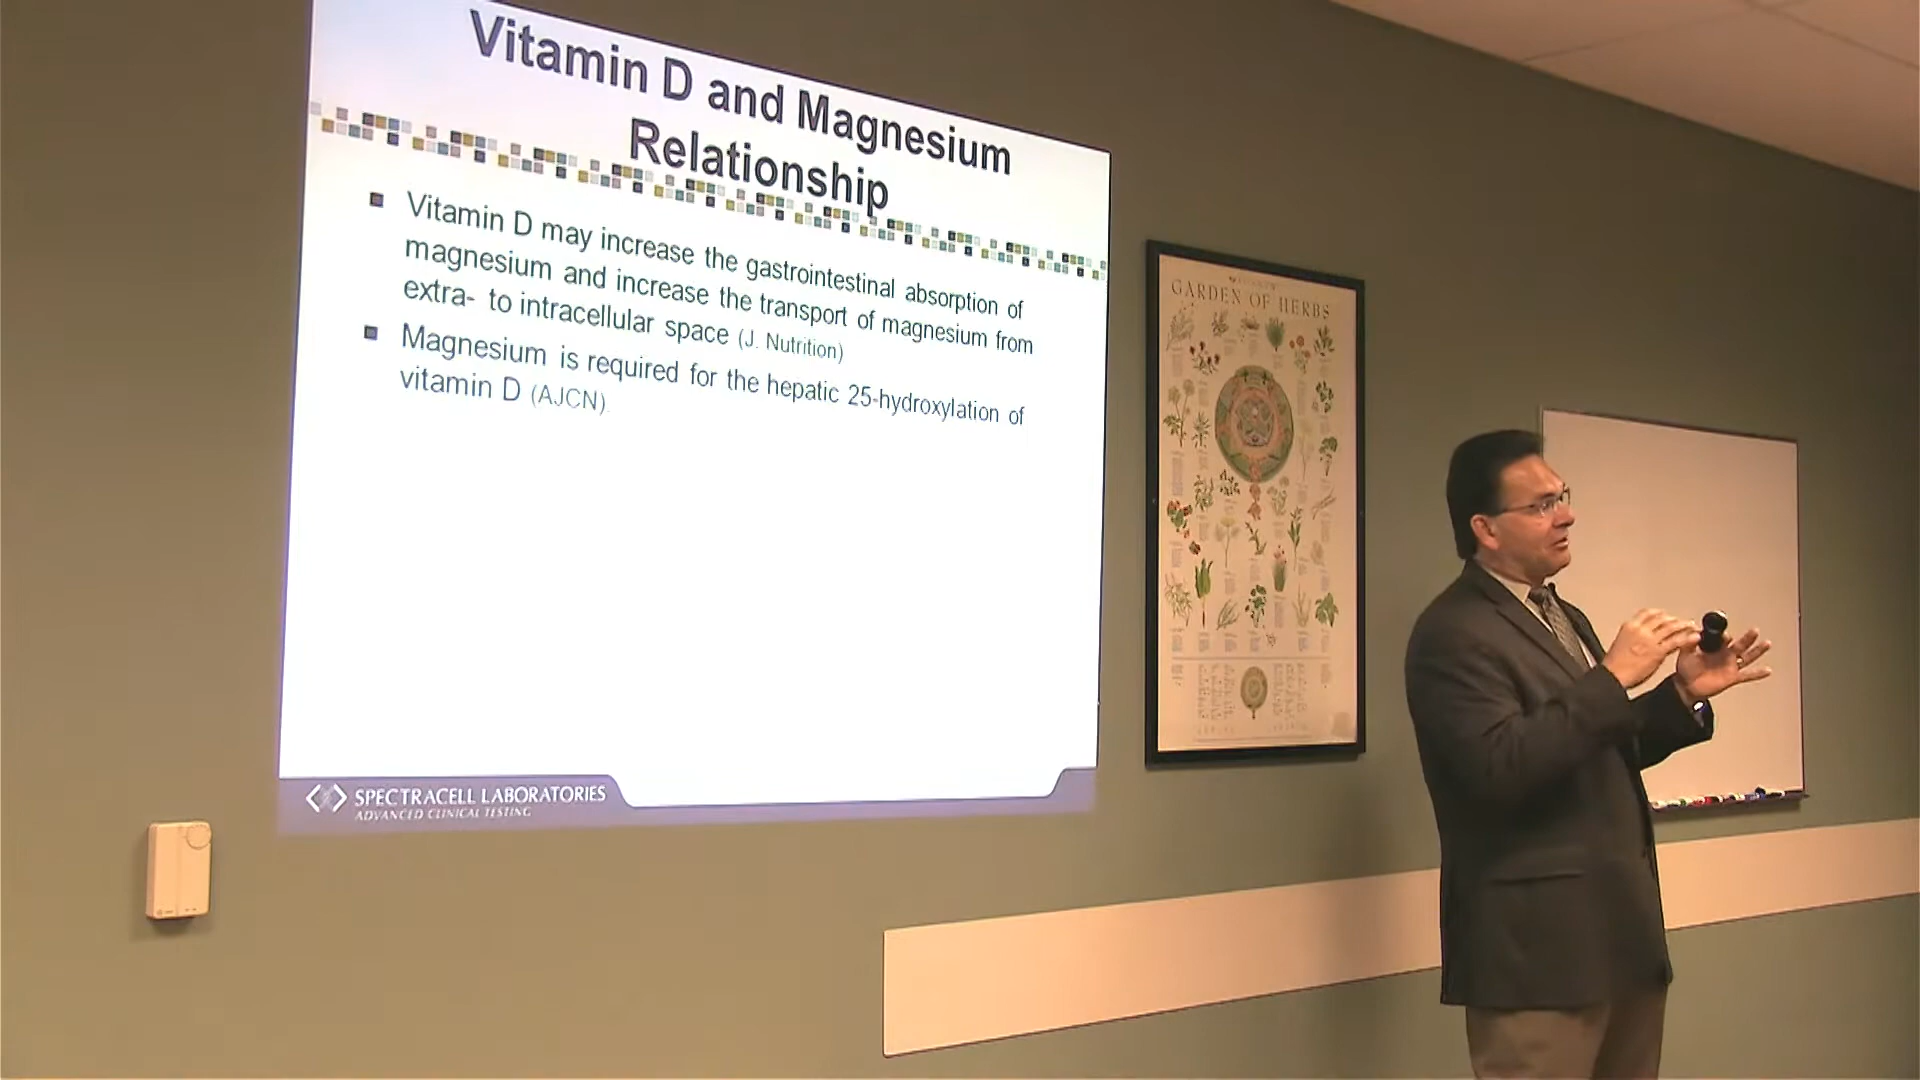 Vitamin D and Magnesium
Relationship
Vitamin D may increase the gastrointestinal absorption of
magnesium and increase the transport of magnesium from
extra- to intracellular space (J. Nutrition)
Magnesium is required for the hepatic 25-hydroxylation of
vitamin D (AJCN).
SPECTRACELL LABORATORIES
ADVANCED CLINICAL TESTING
GARDEN OF HERBS